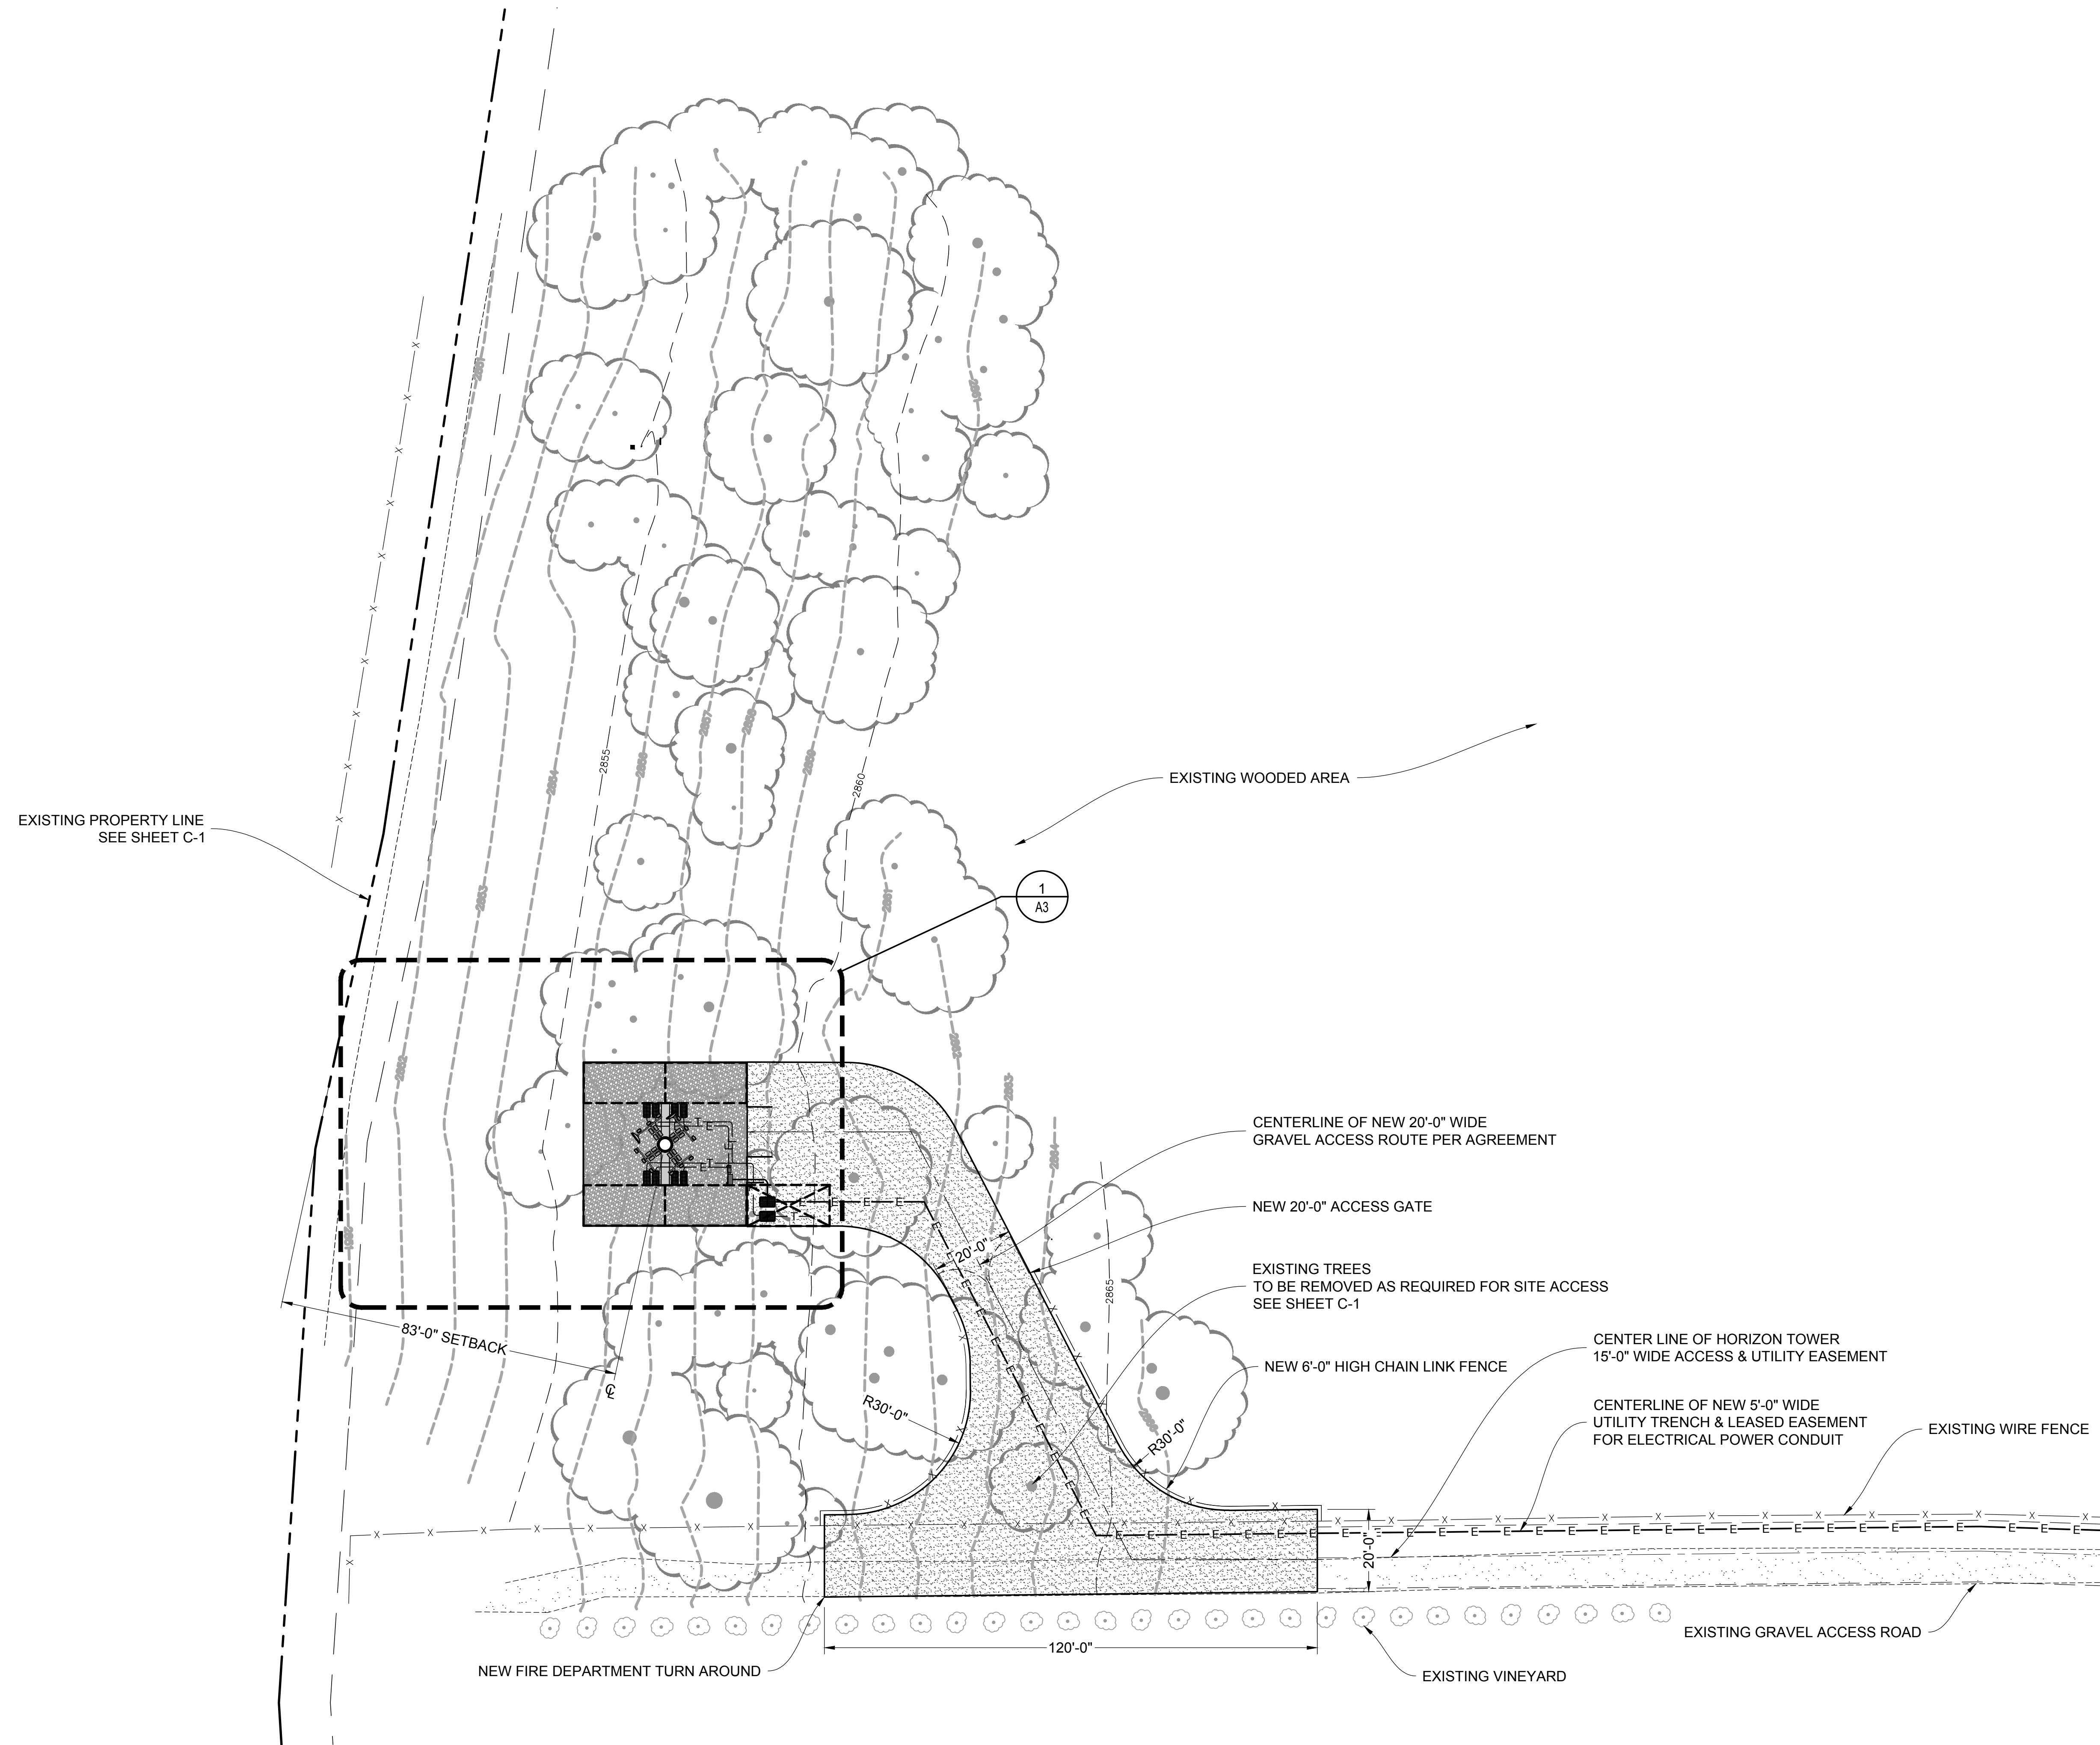 2855
2860
EXISTING WOODED AREA
EXISTING PROPERTY LINE
SEE SHEET C-1
1
A3
CENTERLINE OF NEW 20'-0" WIDE
GRAVEL ACCESS ROUTE PER AGREEMENT
NEW 20'-0" ACCESS GATE
20'-0"
EXISTING TREES
TO BE REMOVED AS REQUIRED FOR SITE ACCESS
SEE SHEET C-1
2865
83'-0" SETBACK
CENTER LINE OF HORIZON TOWER
15'-0" WIDE ACCESS & UTILITY EASEMENT
NEW 6'-0" HIGH CHAIN LINK FENCE
R30'-0"
R30'-0"
CENTERLINE OF NEW 5'-0" WIDE
UTILITY TRENCH & LEASED EASEMENT
FOR ELECTRICAL POWER CONDUIT
EXISTING WIRE FENCE
20'-0"
120'-0"
EXISTING GRAVEL ACCESS ROAD
NEW FIRE DEPARTMENT TURN AROUND
EXISTING VINEYARD